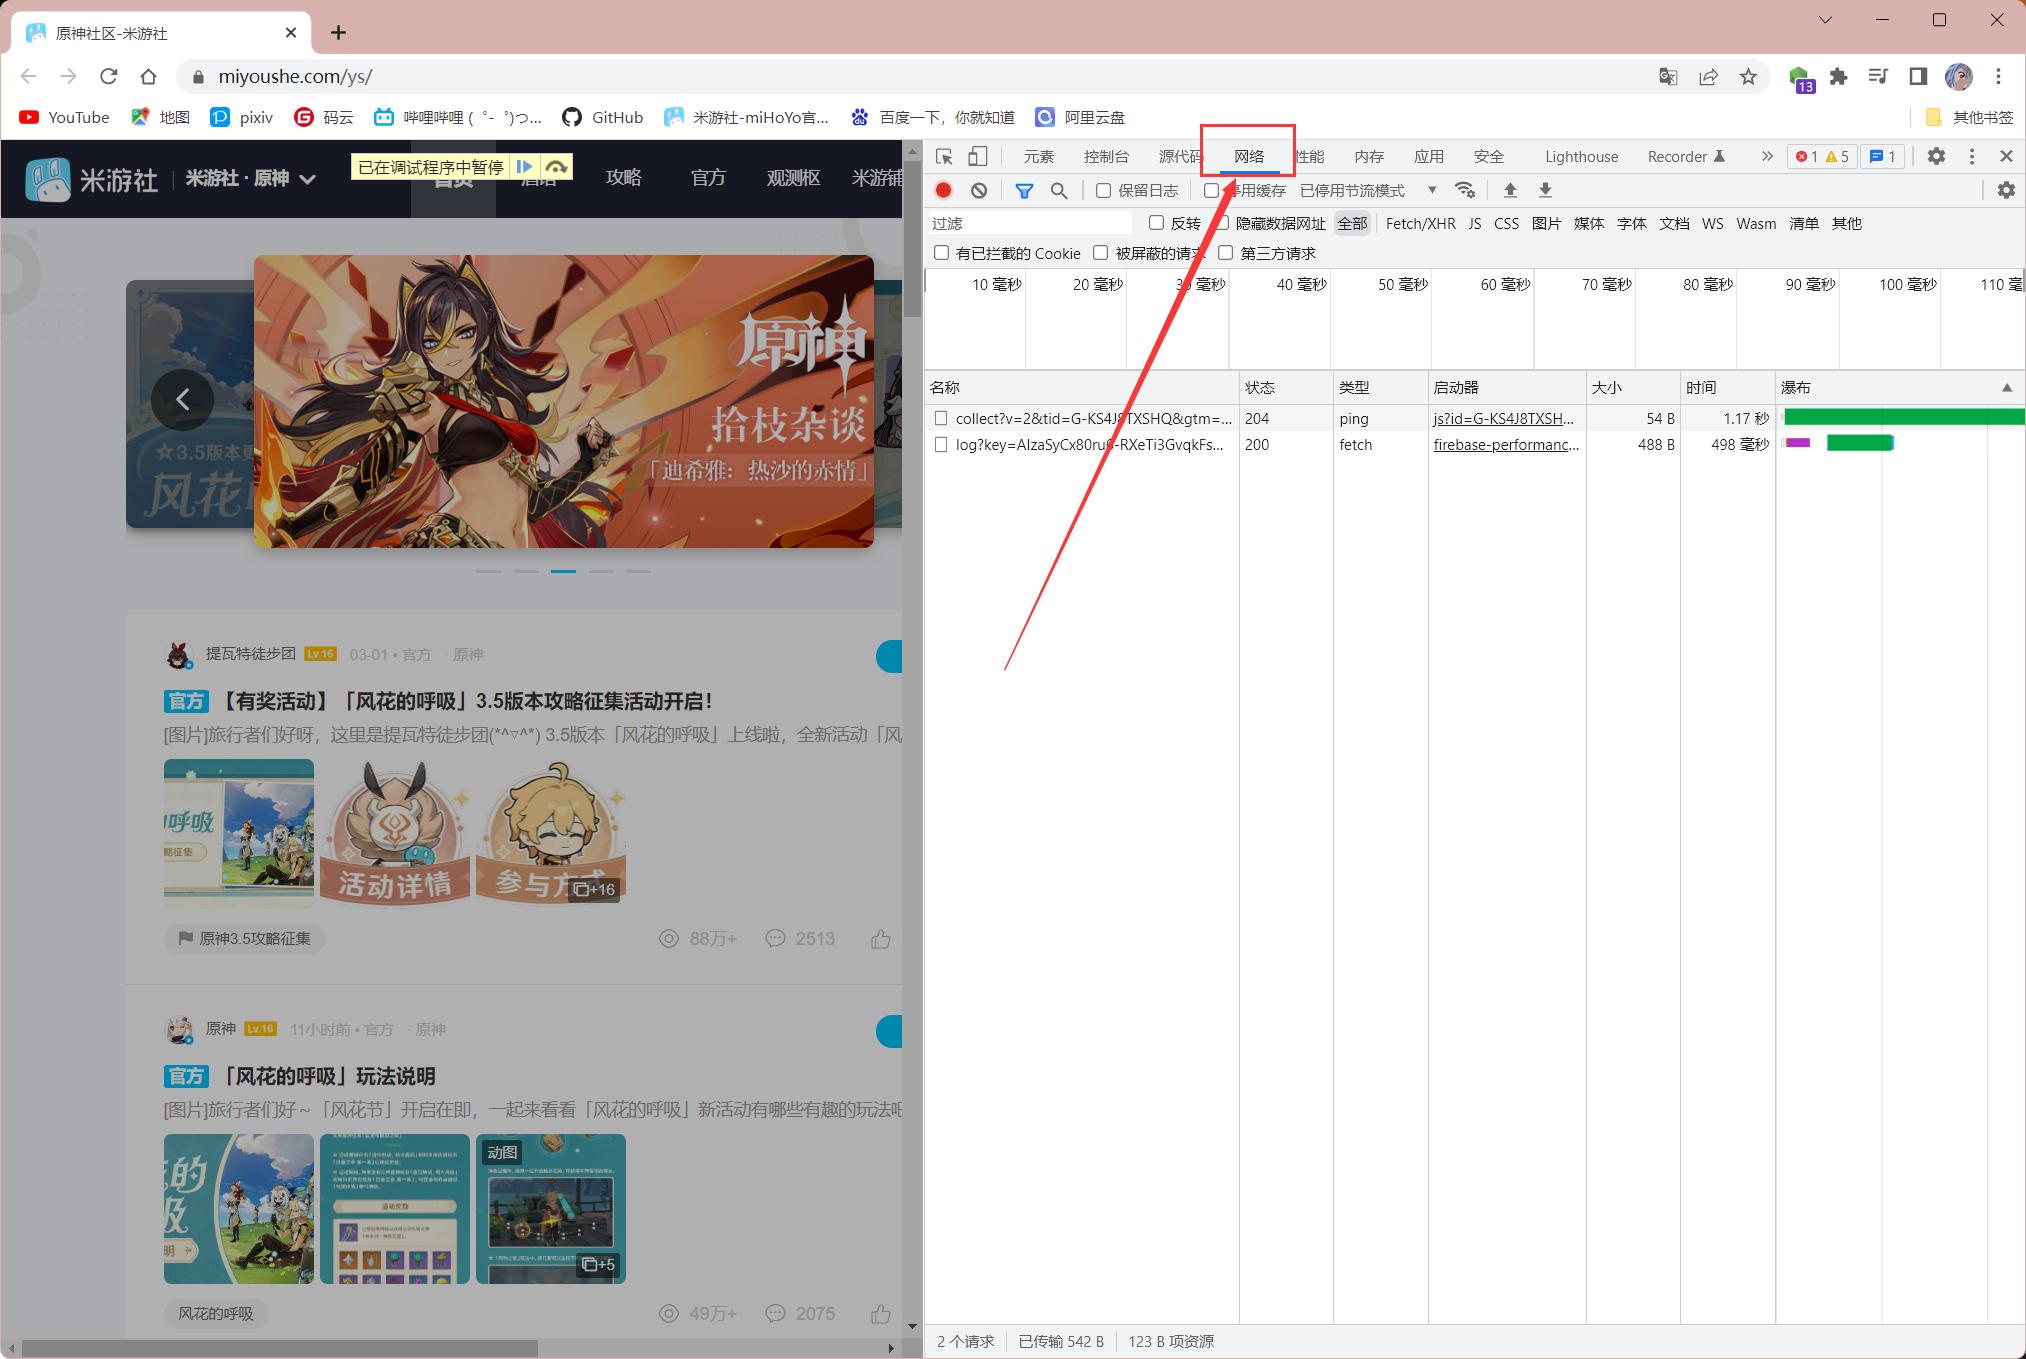 原神社区-米游社
miyoushe.com/ys/
13
YouTube
地图
pixiv
码云
哔哩哔哩 (゜-゜)つ...
GitHub
米游社-miHoYo官...
百度一下，你就知道
阿里云盘
其他书签
米游社
米游社 · 原神
已在调试程序中暂停
首页
酒馆
攻略
官方
观测枢
米游铺
元素
控制台
源代码
网络
性能
内存
应用
安全
Lighthouse
Recorder
1
5
1
保留日志
停用缓存
已停用节流模式
过滤
反转
隐藏数据网址
全部
Fetch/XHR
JS
CSS
图片
媒体
字体
文档
WS
Wasm
清单
其他
有已拦截的 Cookie
被屏蔽的请求
第三方请求
10 毫秒
20 毫秒
30 毫秒
40 毫秒
50 毫秒
60 毫秒
70 毫秒
80 毫秒
90 毫秒
100 毫秒
110 毫
名称
状态
类型
启动器
大小
时间
瀑布
collect?v=2&tid=G-KS4J8TXSHQ&gtm=...
204
ping
js?id=G-KS4J8TXSH...
54 B
1.17 秒
log?key=AIzaSyCx80ru6-RXeTi3GvqkFs...
200
fetch
firebase-performanc...
488 B
498 毫秒
原神
拾枝杂谈
「迪希雅：热沙的赤情」
☆3.5版本更
风花
提瓦特徒步团
Lv.16
03-01 • 官方 · 原神
官方
【有奖活动】「风花的呼吸」3.5版本攻略征集活动开启！
[图片]旅行者们好呀，这里是提瓦特徒步团(*^▽^*) 3.5版本「风花的呼吸」上线啦，全新活动「风
呼吸
略征集
活动详情
参与方式
+16
原神3.5攻略征集
88万+
2513
原神
Lv.16
11小时前 • 官方 · 原神
官方
「风花的呼吸」玩法说明
[图片]旅行者们好～「风花节」开启在即，一起来看看「风花的呼吸」新活动有哪些有趣的玩法吧
的
吸
明
活动奖励
动图
+5
风花的呼吸
49万+
2075
2 个请求
已传输 542 B
123 B 项资源